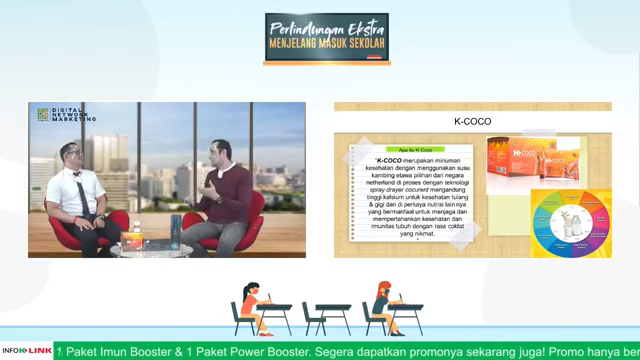 Perlindungan Ekstra
MENJELANG MASUK SEKOLAH
DIGITAL
NETWORK
MARKETING
K-COCO
Apa itu K-Coco
"K-COCO merupakan minuman
kesehatan dengan menggunakan susu
kambing etawa pilihan dari negara
netherland di proses dengan teknologi
spray drayer cocurent mengandung
tinggi kalsium untuk kesehatan tulang
& gigi dan di perkaya nutrisi lain nya
yang bermanfaat untuk menjaga dan
mempertahankan kesehatan dan
imunitas tubuh dengan rasa coklat
yang nikmat.
K-COCO
INFO K-LINK
1 Paket Imun Booster & 1 Paket Power Booster. Segera dapatkan promonya sekarang juga! Promo hanya be